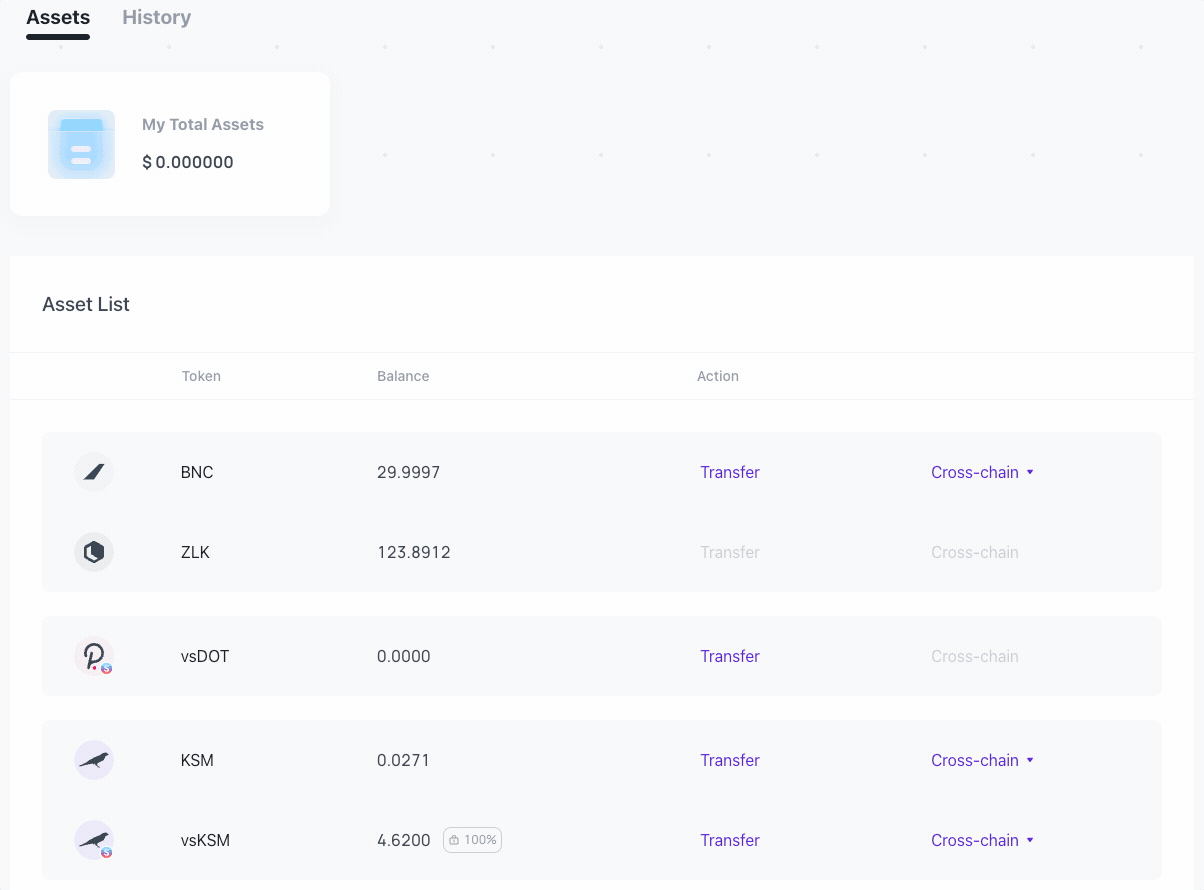 Assets History
My Total Assets
$ 0.000000
Asset List
Token Balance Action
BNC 29.9997 Transfer Cross-chain
ZLK 123.8912 Transfer Cross-chain
vsDOT 0.0000 Transfer Cross-chain
KSM 0.0271 Transfer Cross-chain
vsKSM 4.6200 100% Transfer Cross-chain